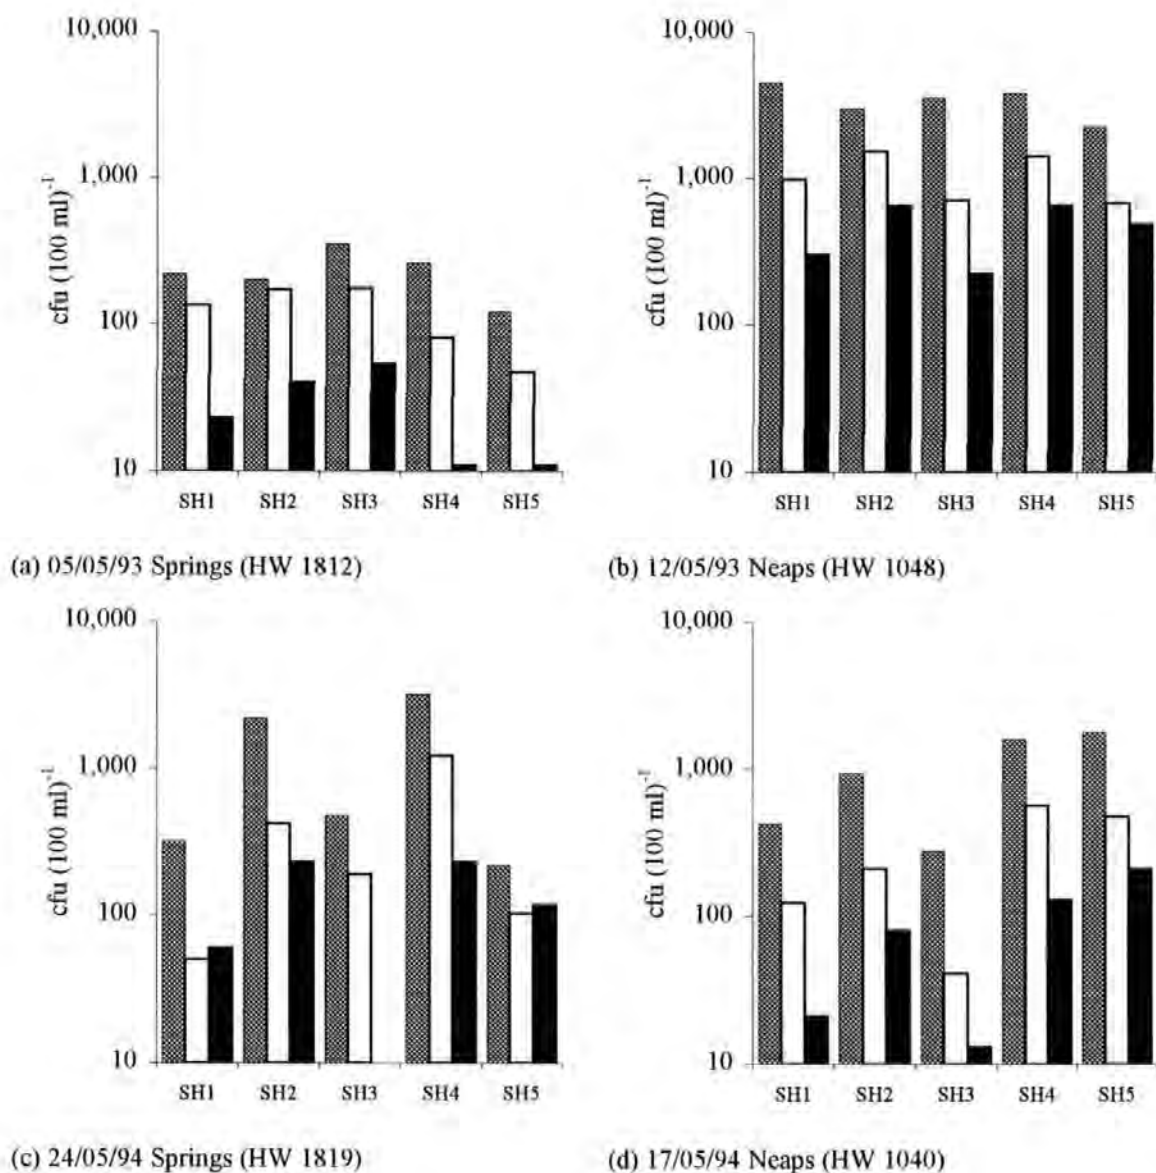 10,000
1,000
100
10
cfu (100 ml)-1
SH1 SH2 SH3 SH4 SH5
(a) 05/05/93 Springs (HW 1812)
10,000
1,000
100
10
cfu (100 ml)-1
SH1 SH2 SH3 SH4 SH5
(b) 12/05/93 Neaps (HW 1048)
10,000
1,000
100
10
cfu (100 ml)-1
SH1 SH2 SH3 SH4 SH5
(c) 24/05/94 Springs (HW 1819)
10,000
1,000
100
10
cfu (100 ml)-1
SH1 SH2 SH3 SH4 SH5
(d) 17/05/94 Neaps (HW 1040)